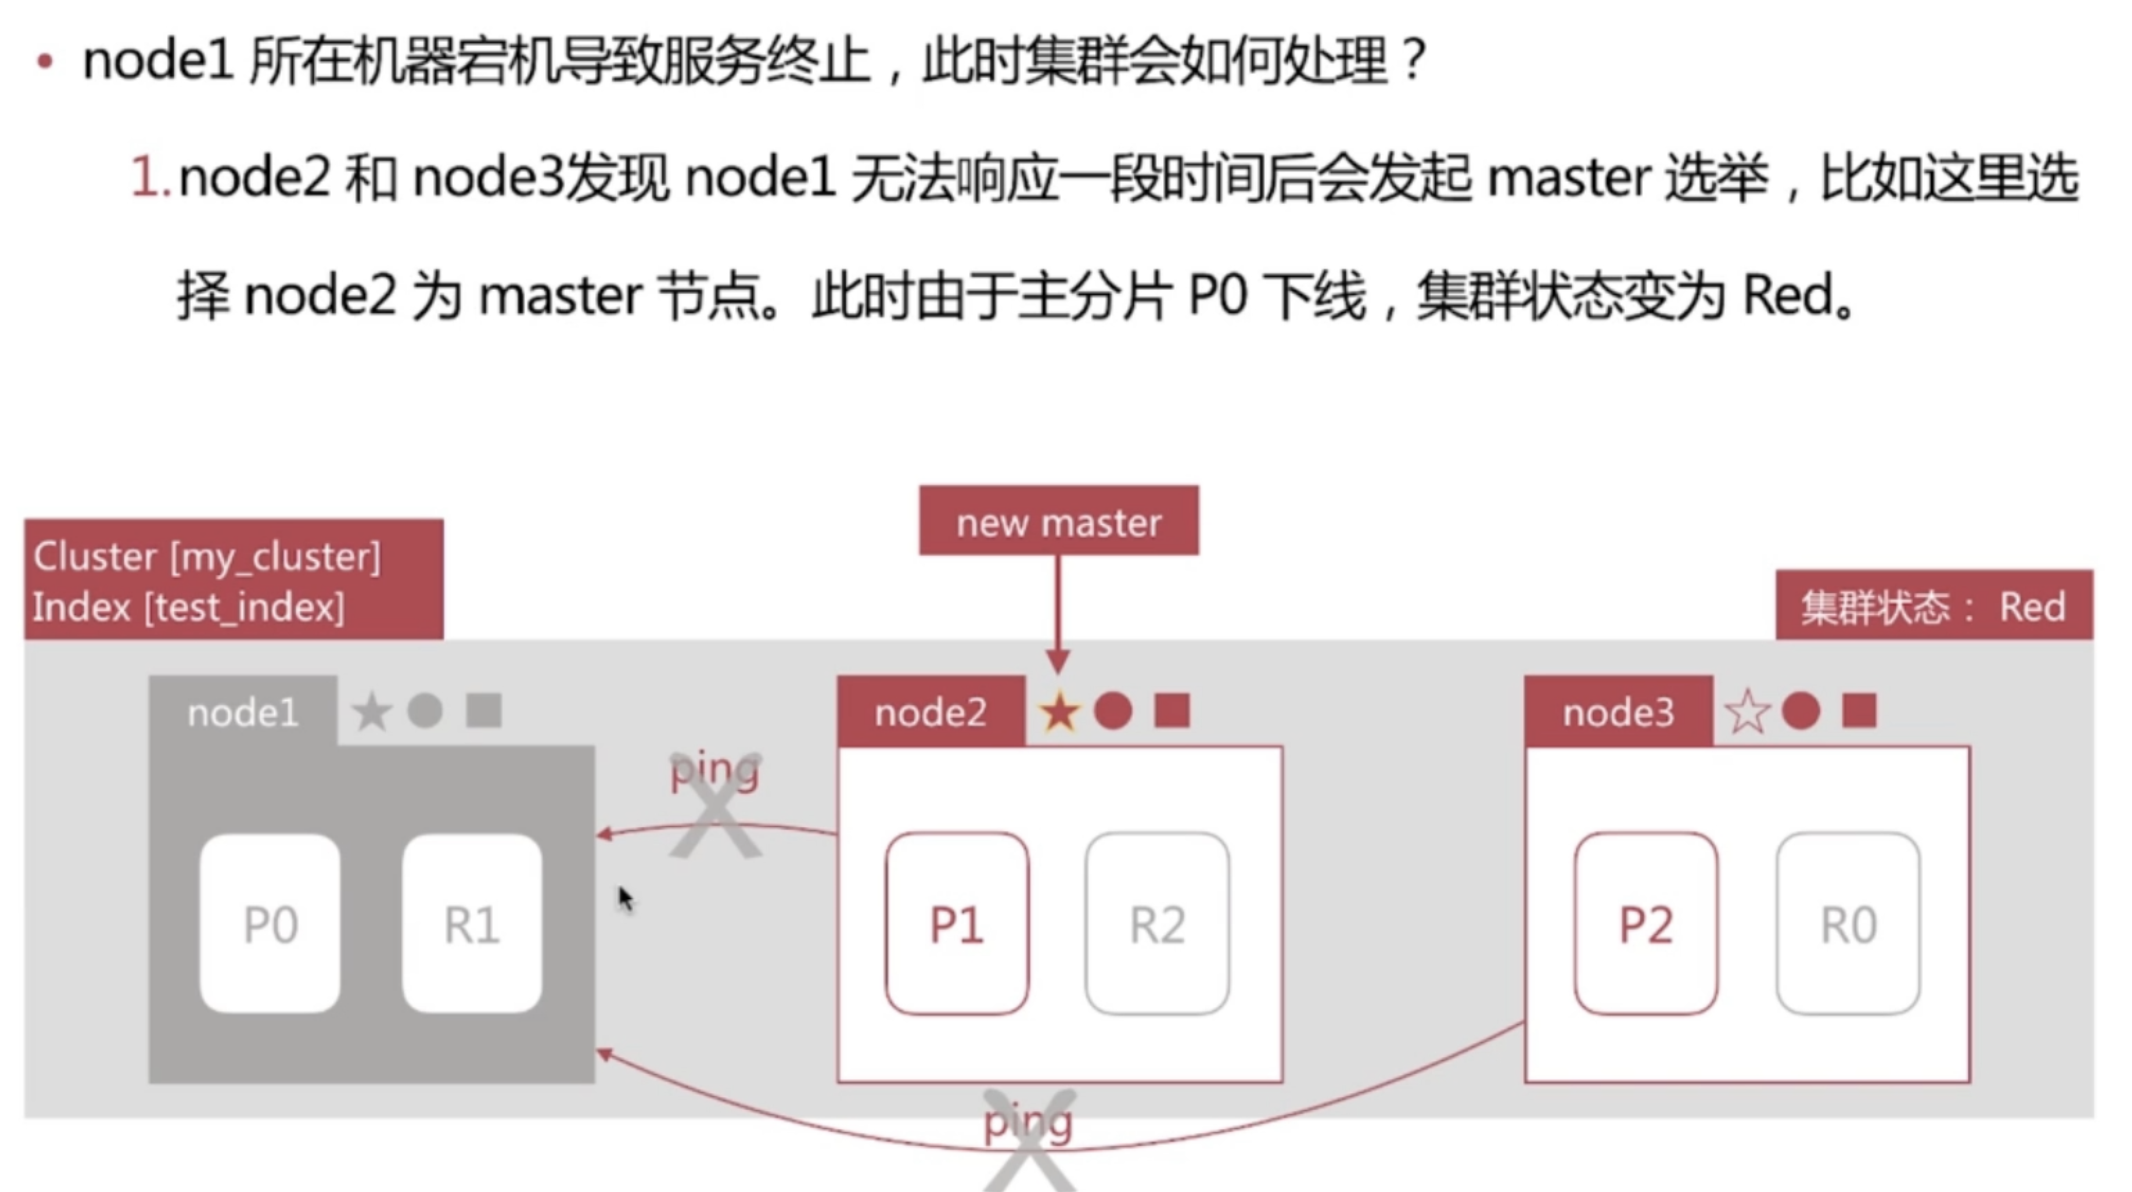 • node1 所在机器宕机导致服务终止，此时集群会如何处理？
1. node2 和 node3发现 node1 无法响应一段时间后会发起 master 选举，比如这里选
择 node2 为 master 节点。此时由于主分片 P0 下线，集群状态变为 Red。
new master
Cluster [my_cluster]
Index [test_index]
集群状态： Red
node1
node2
node3
ping
P0
R1
P1
R2
P2
R0
ping